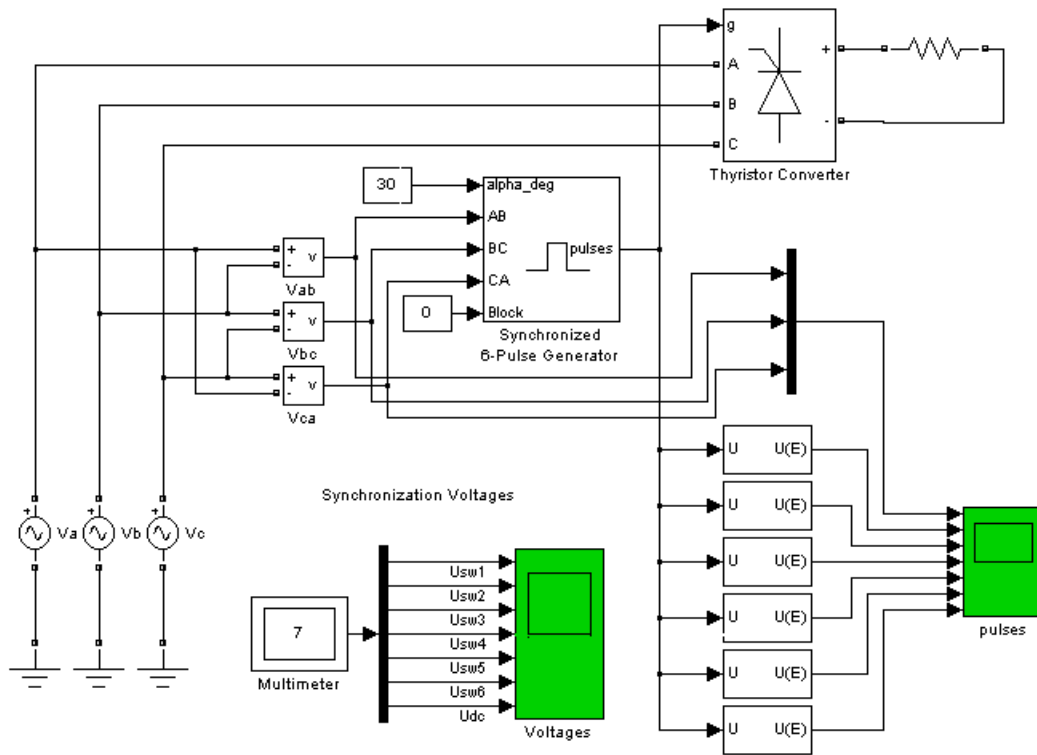 g
A
B
C
+
-
Thyristor Converter
30
alpha_deg
AB
BC
CA
Block
pulses
0
Synchronized
6-Pulse Generator
+
-
v
Vab
+
-
v
Vbc
+
-
v
Vca
U U(E)
U U(E)
U U(E)
U U(E)
U U(E)
U U(E)
pulses
Synchronization Voltages
+
Va
+
Vb
+
Vc
7
Multimeter
Usw1
Usw2
Usw3
Usw4
Usw5
Usw6
Udc
Voltages